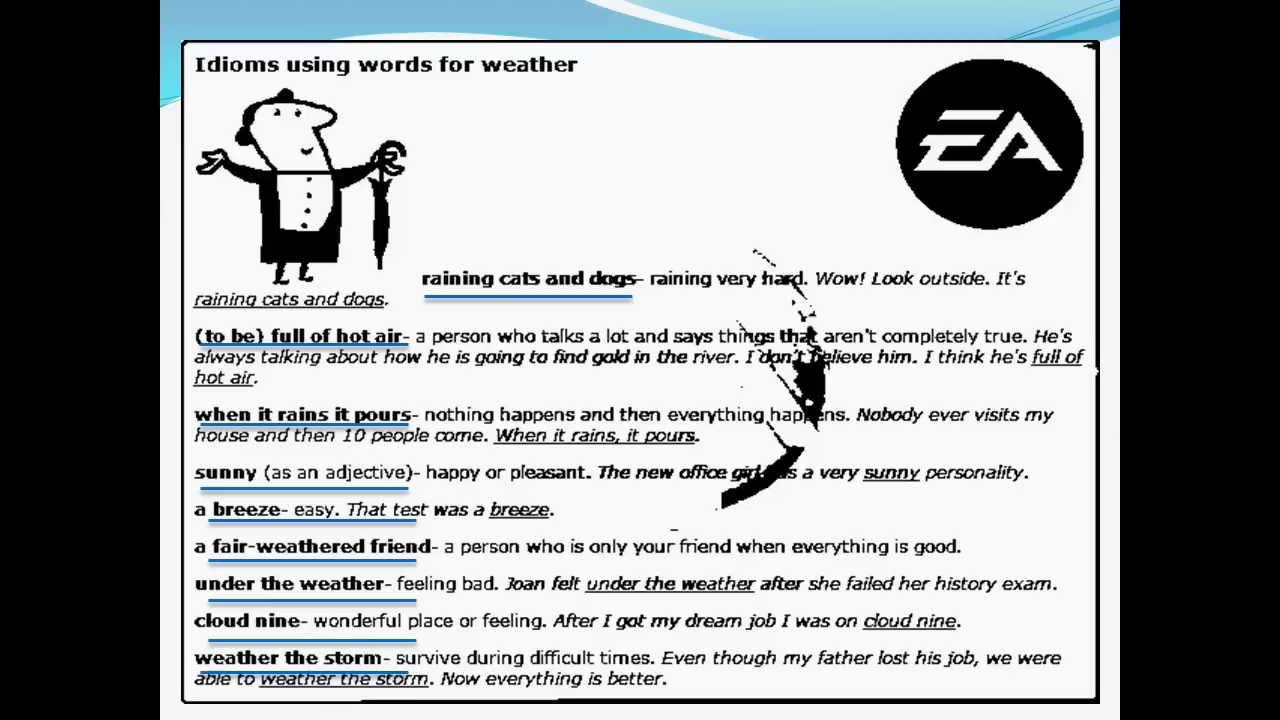 Idioms using words for weather
EA
raining cats and dogs- raining very hard. Wow! Look outside. It's
raining cats and dogs.
(to be) full of hot air- a person who talks a lot and says things that aren't completely true. He's
always talking about how he is going to find gold in the river. I don't believe him. I think he's full of
hot air.
when it rains it pours- nothing happens and then everything happens. Nobody ever visits my
house and then 10 people come. When it rains, it pours.
sunny (as an adjective)- happy or pleasant. The new office girl has a very sunny personality.
a breeze- easy. That test was a breeze.
a fair-weathered friend- a person who is only your friend when everything is good.
under the weather- feeling bad. Joan felt under the weather after she failed her history exam.
cloud nine- wonderful place or feeling. After I got my dream job I was on cloud nine.
weather the storm- survive during difficult times. Even though my father lost his job, we were
able to weather the storm. Now everything is better.